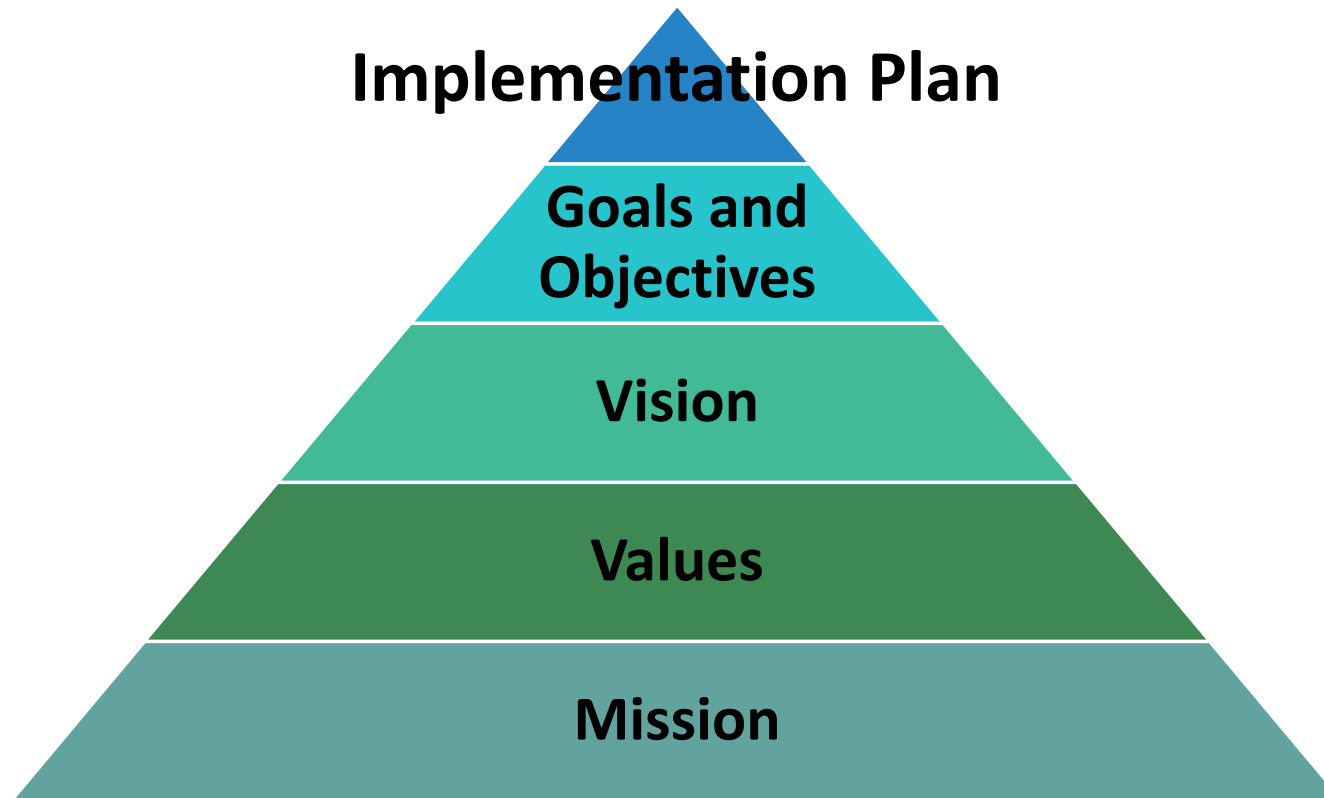 Implementation Plan
Goals and
Objectives
Vision
Values
Mission